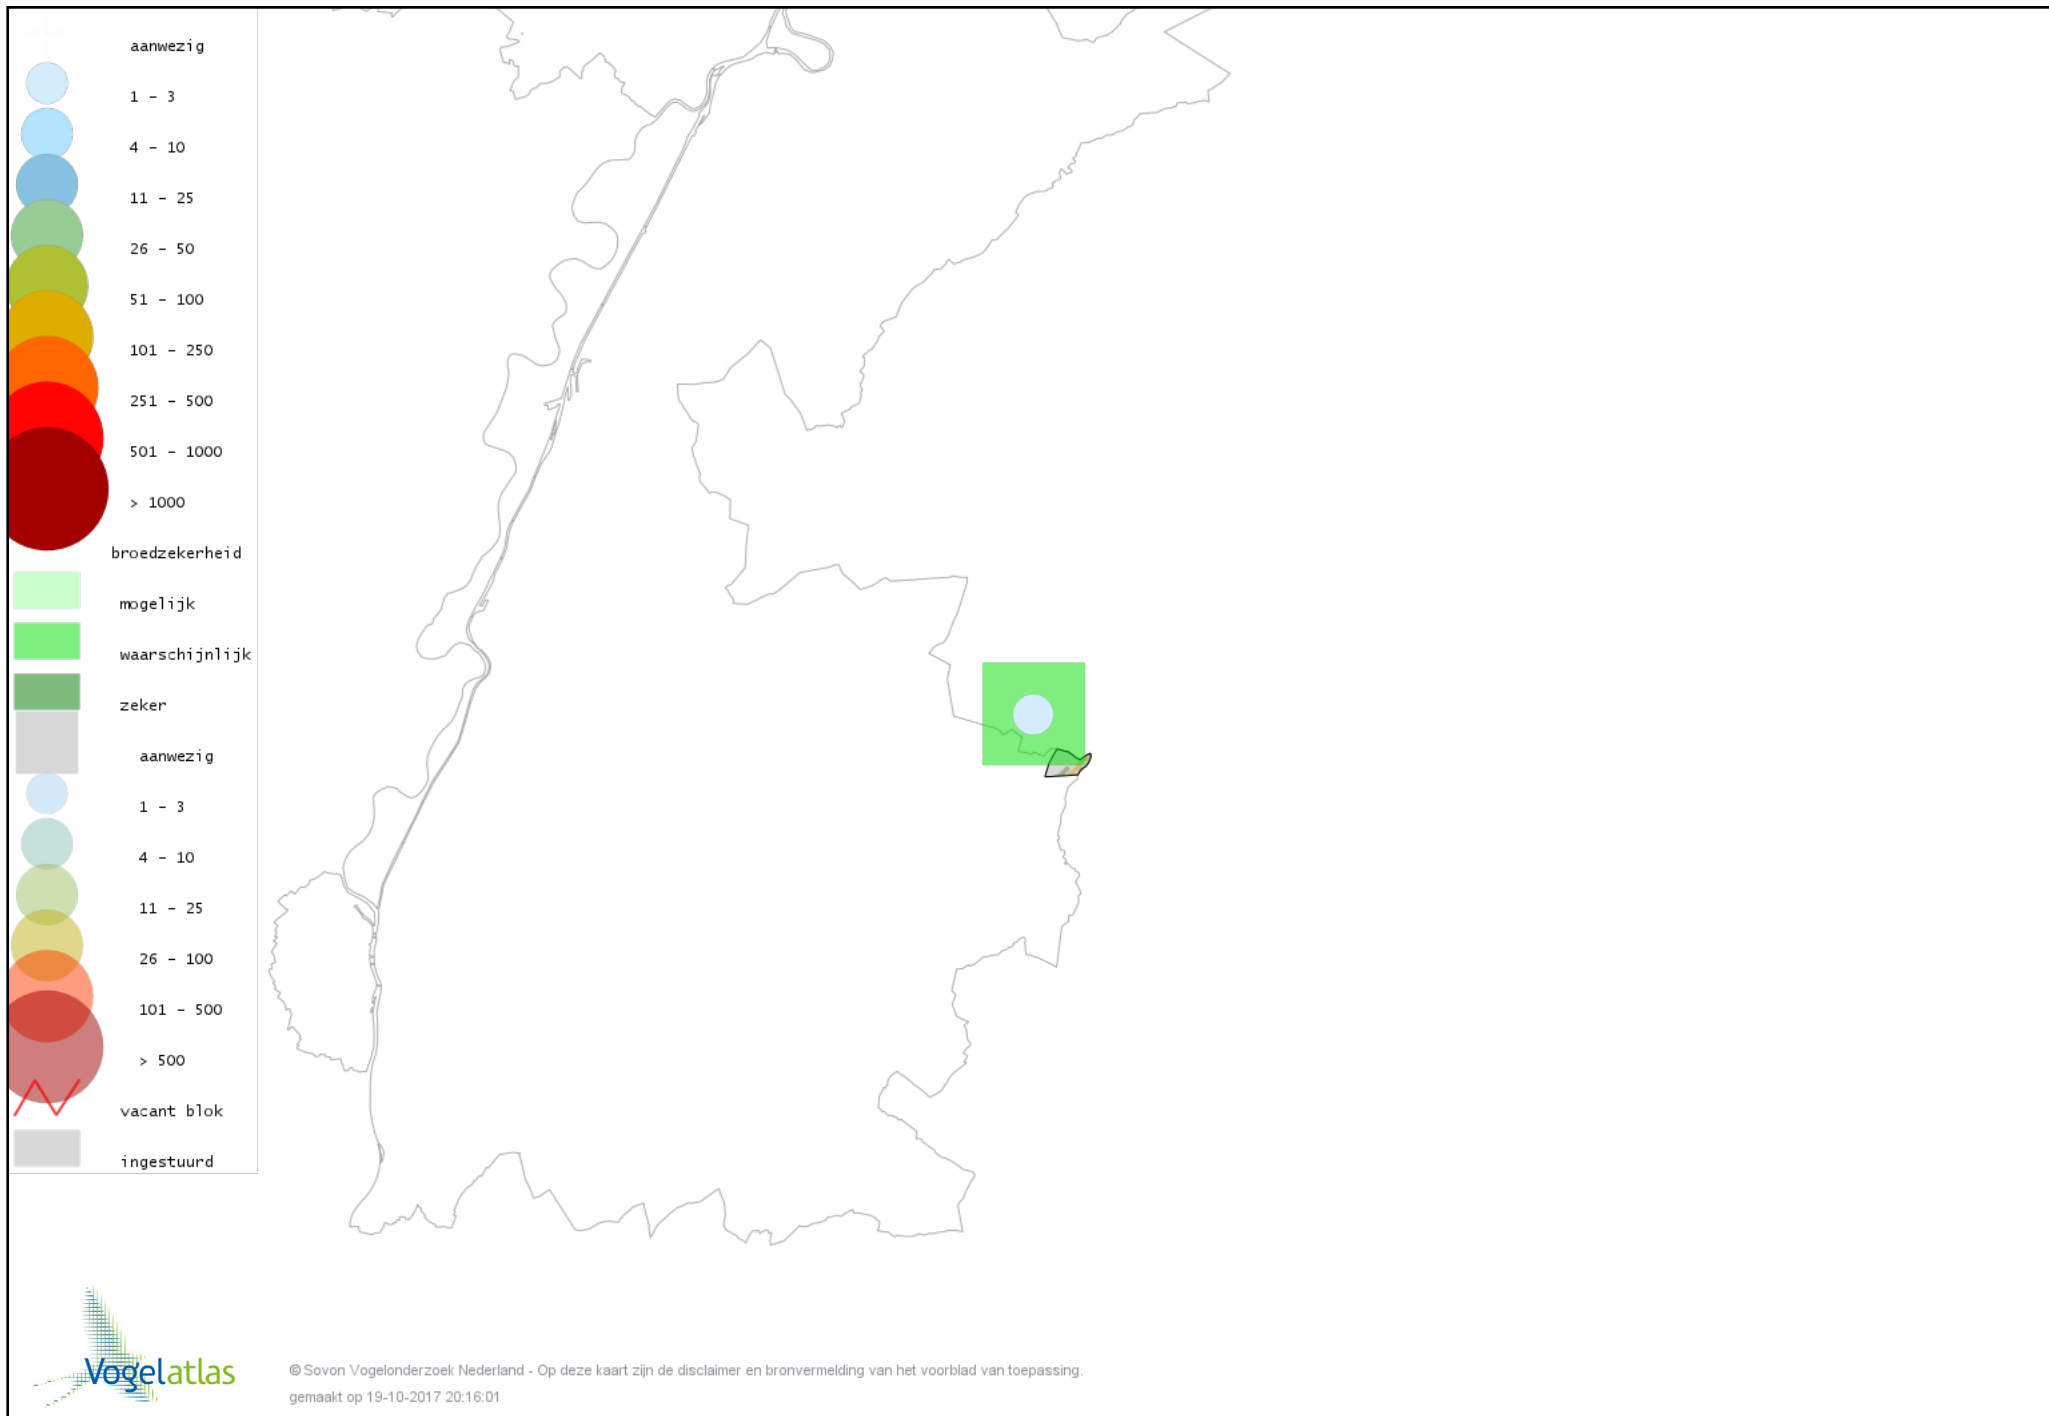 aanwezig
1 - 3
4 - 10
11 - 25
26 - 50
51 - 100
101 - 250
251 - 500
501 - 1000
> 1000
broedzekerheid
mogelijk
waarschijnlijk
zeker
aanwezig
1 - 3
4 - 10
11 - 25
26 - 100
101 - 500
> 500
vacant blok
ingestuurd
Vogelatlas
© Sovon Vogelonderzoek Nederland - Op deze kaart zijn de disclaimer en bronvermelding van het voorblad van toepassing.
gemaakt op 19-10-2017 20:16:01